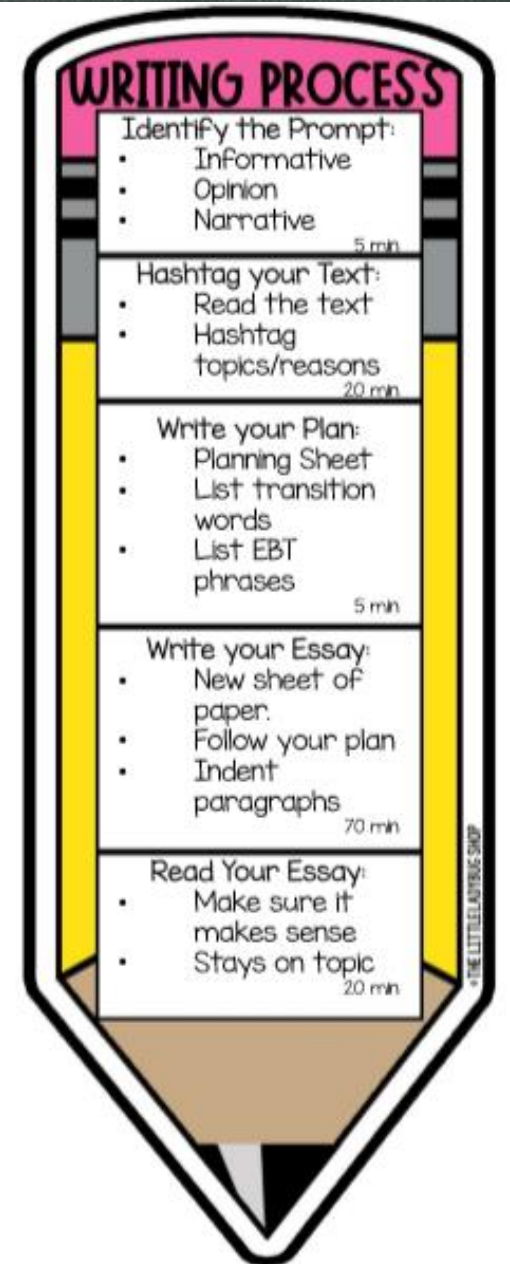 WRITING PROCESS
Identify the Prompt:
• Informative
• Opinion
• Narrative
5 min
Hashtag your Text:
• Read the text
• Hashtag
topics/reasons
20 min
Write your Plan:
• Planning Sheet
• List transition
words
• List EBT
phrases
5 min
Write your Essay:
• New sheet of
paper.
• Follow your plan
• Indent
paragraphs
70 min
Read Your Essay:
• Make sure it
makes sense
• Stays on topic
20 min
©THE LITTLE LADYBUG SHOP